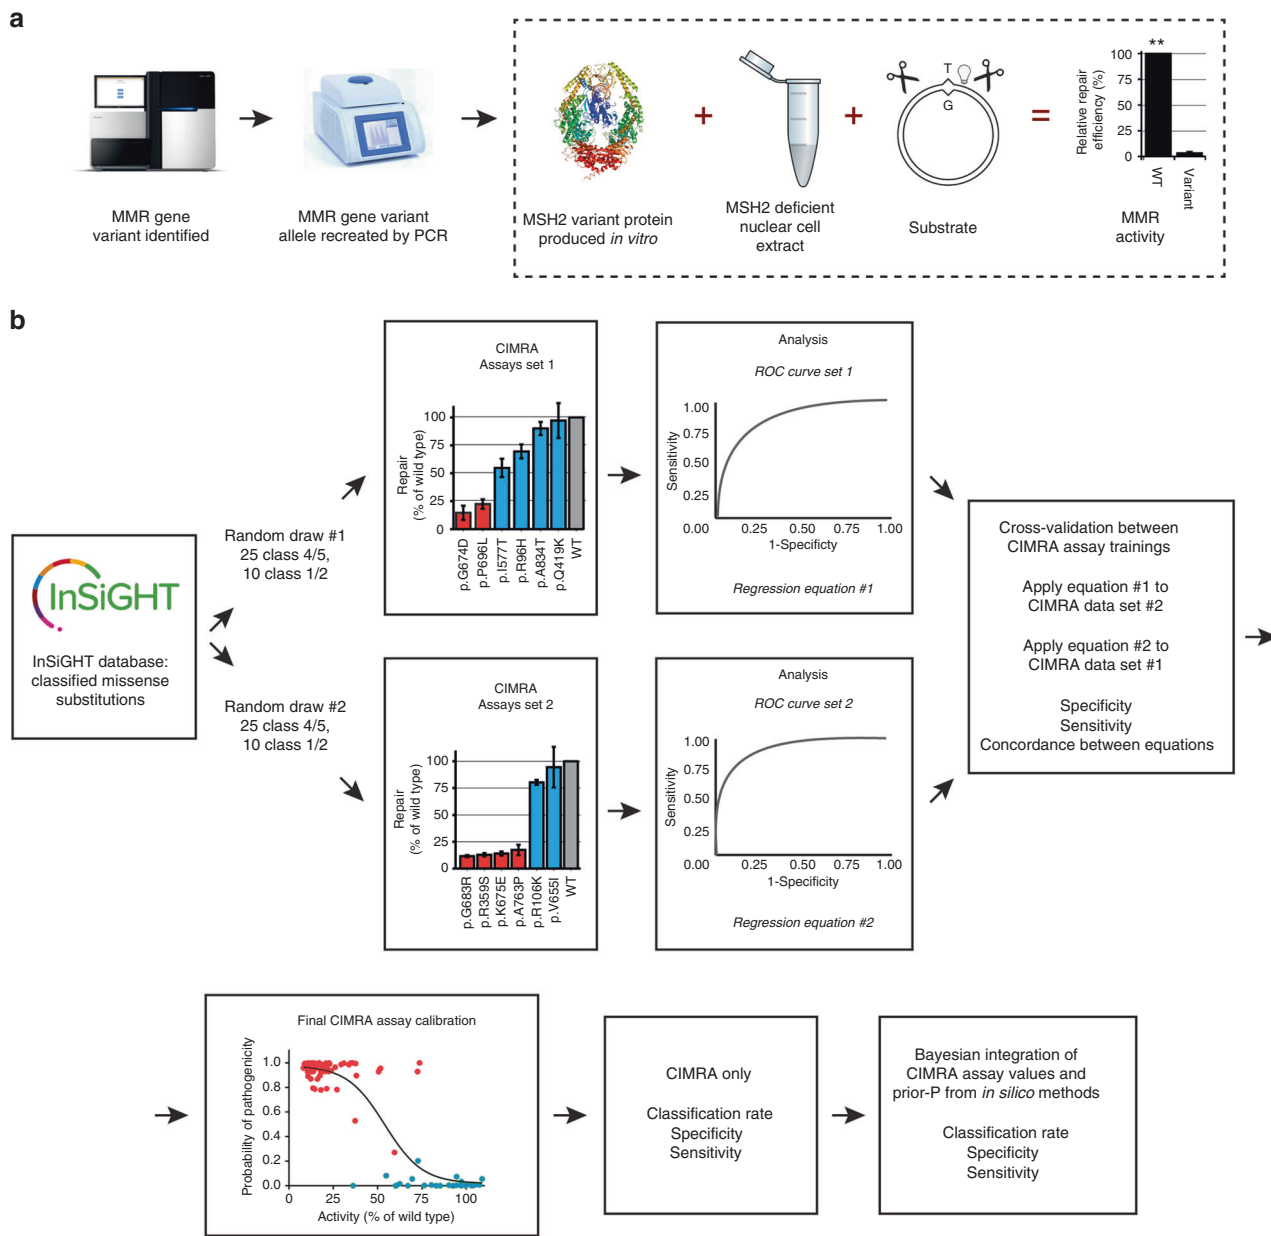 a
MMR gene
variant identified
MMR gene variant
allele recreated by PCR
MSH2 variant protein
produced in vitro
+
MSH2 deficient
nuclear cell
extract
+
T
G
Substrate
=
**
Relative repair
efficiency (%)
100
75
50
25
0
WT
Variant
MMR
activity
b
InSiGHT
InSiGHT database:
classified missense
substitutions
Random draw #1
25 class 4/5,
10 class 1/2
Random draw #2
25 class 4/5,
10 class 1/2
CIMRA
Assays set 1
Repair
(% of wild type)
100
75
50
25
0
p.G674D
p.P696L
p.I577T
p.R96H
p.A834T
p.Q419K
WT
Analysis
ROC curve set 1
Sensitivity
1.00
0.75
0.50
0.25
0.00
0.25
0.50
0.75
1.00
1-Specificty
Regression equation #1
CIMRA
Assays set 2
Repair
(% of wild type)
100
75
50
25
0
p.G683R
p.R359S
p.K675E
p.A763P
p.R106K
p.V655I
WT
Analysis
ROC curve set 2
Sensitivity
1.00
0.75
0.50
0.25
0.00
0.25
0.50
0.75
1.00
1-Specificty
Regression equation #2
Cross-validation between
CIMRA assay trainings
Apply equation #1 to
CIMRA data set #2
Apply equation #2 to
CIMRA data set #1
Specificity
Sensitivity
Concordance between equations
Final CIMRA assay calibration
Probability of pathogenicity
1.0
0.8
0.6
0.4
0.2
0.0
0
25
50
75
100
Activity (% of wild type)
CIMRA only
Classification rate
Specificity
Sensitivity
Bayesian integration of
CIMRA assay values and
prior-P from in silico methods
Classification rate
Specificity
Sensitivity